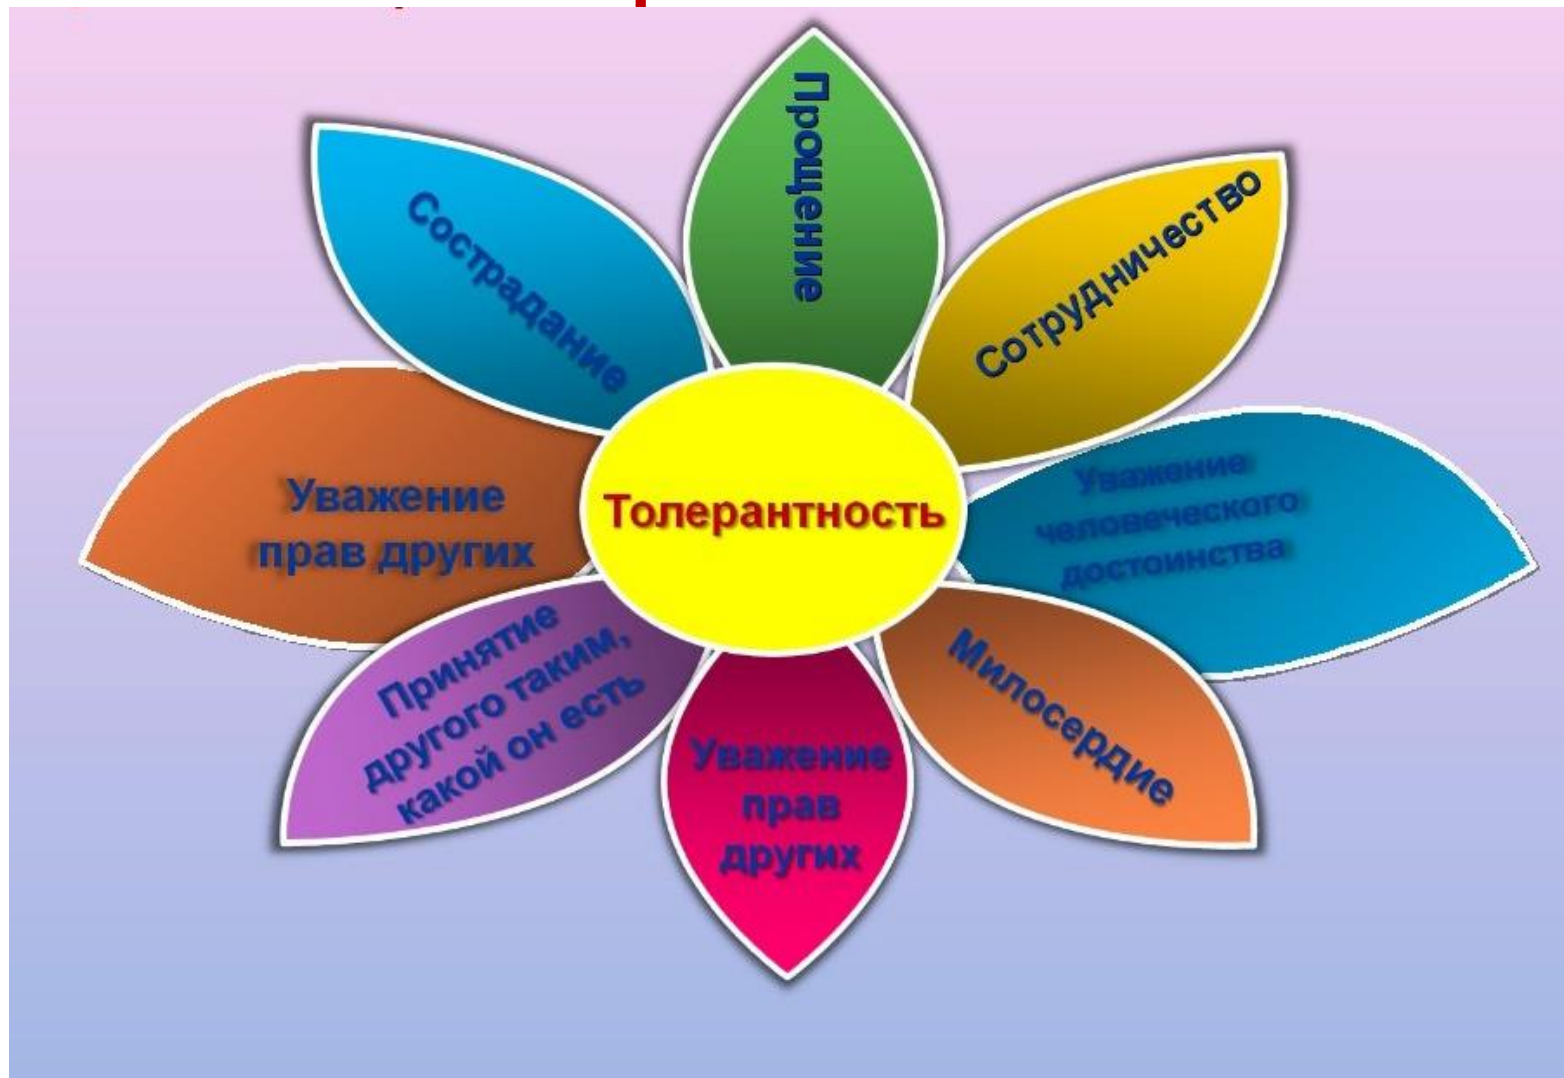 Прощение
Сострадание
Сотрудничество
Уважение
прав других
Толерантность
Уважение
человеческого
достоинства
Принятие
другого таким,
какой он есть
Милосердие
Уважение
прав
других